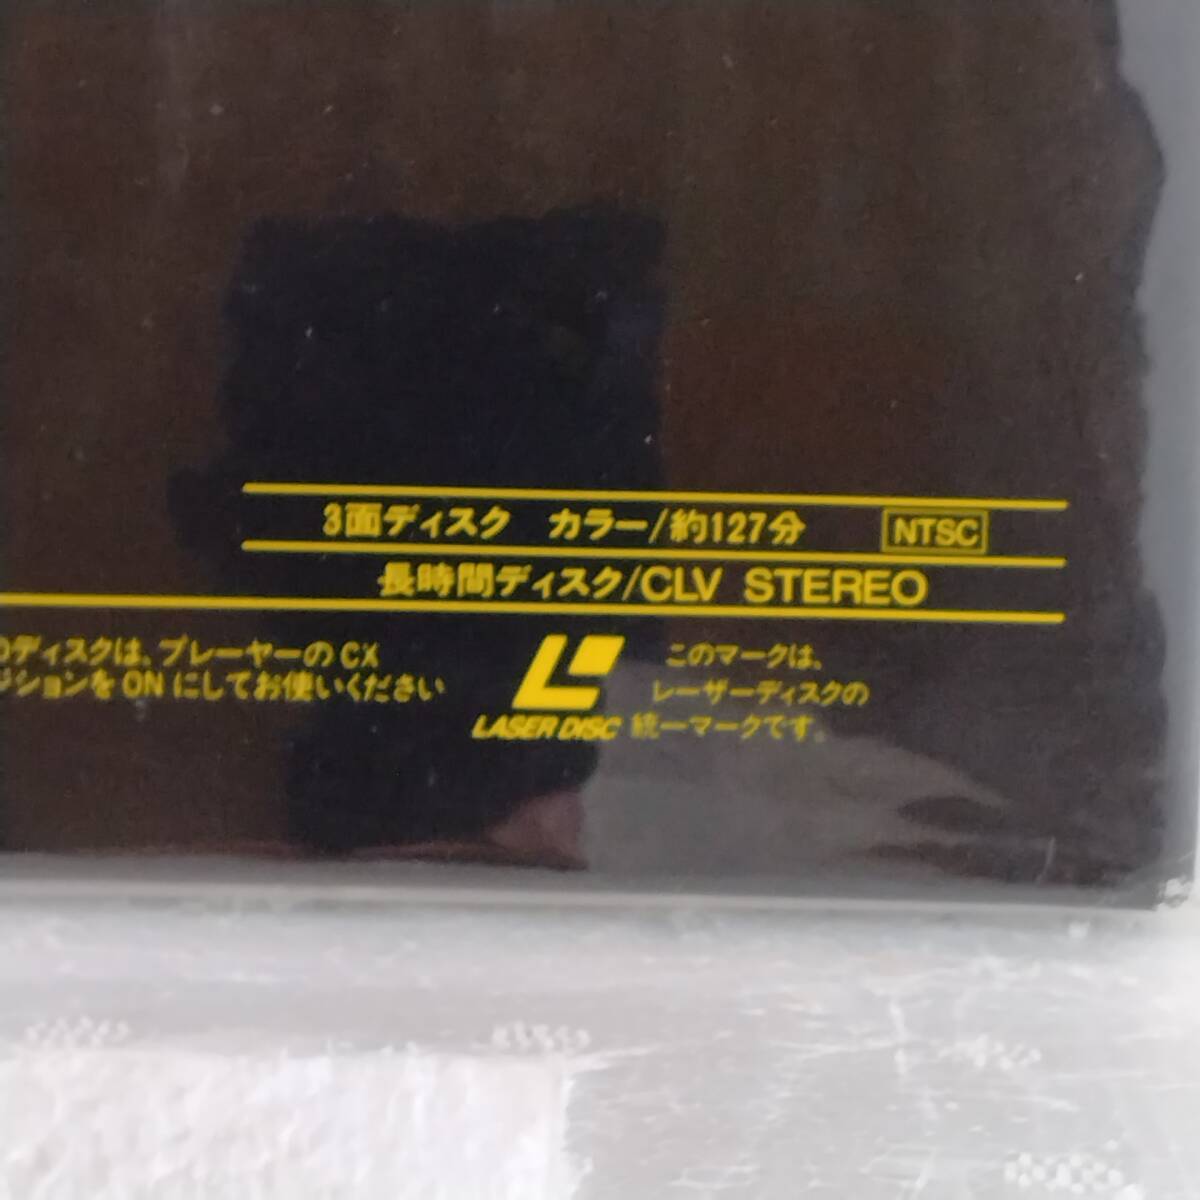 3面ディスク カラー/約127分 NTSC
長時間ディスク/CLV STEREO
のディスクは、プレーヤーのCX
ジションをONにしてお使いください
LASER DISC
このマークは、
レーザーディスクの
統一マークです。